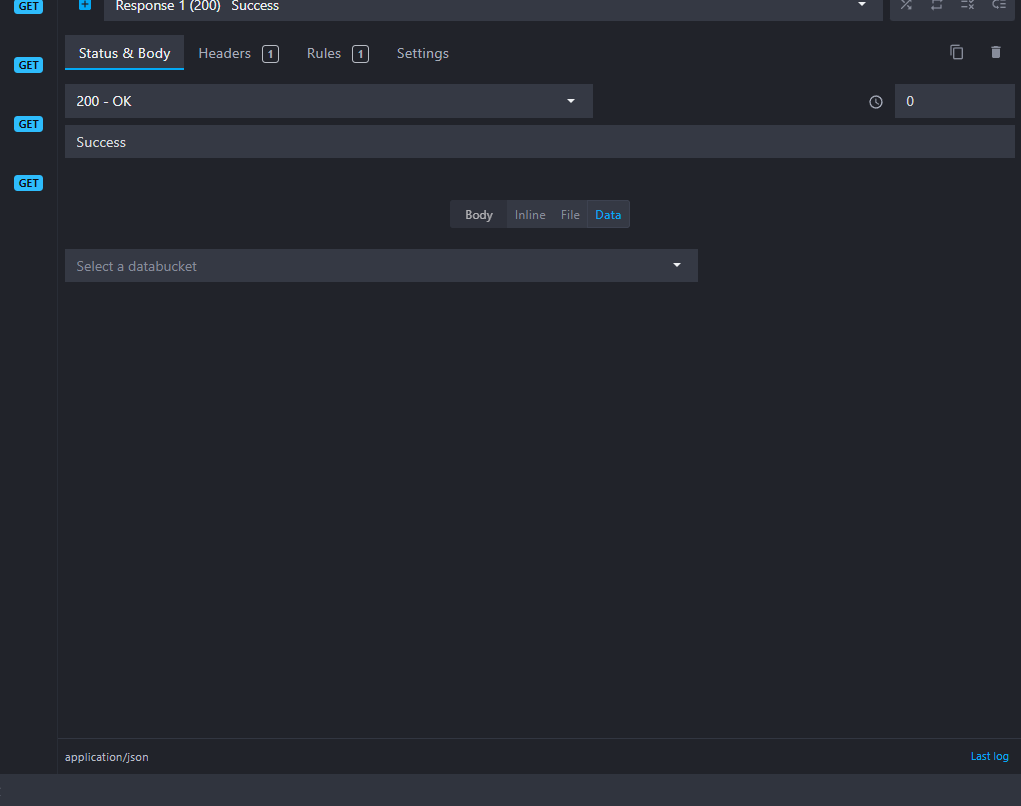 GET
Response 1 (200) Success
Status & Body Headers 1 Rules 1 Settings
GET
200 - OK 0
GET
Success
GET
Body Inline File Data
Select a databucket
application/json Last log